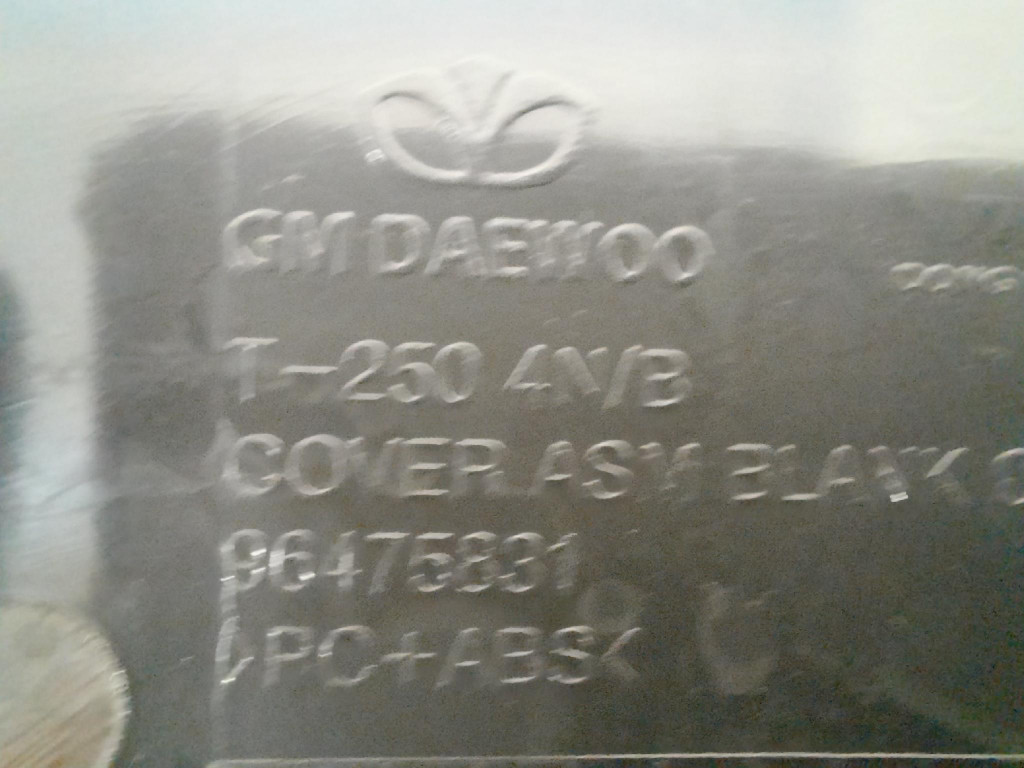 GM DAEWOO
T-250 4N/B
COVER ASM BLANK
96475831
>PC+ABS<